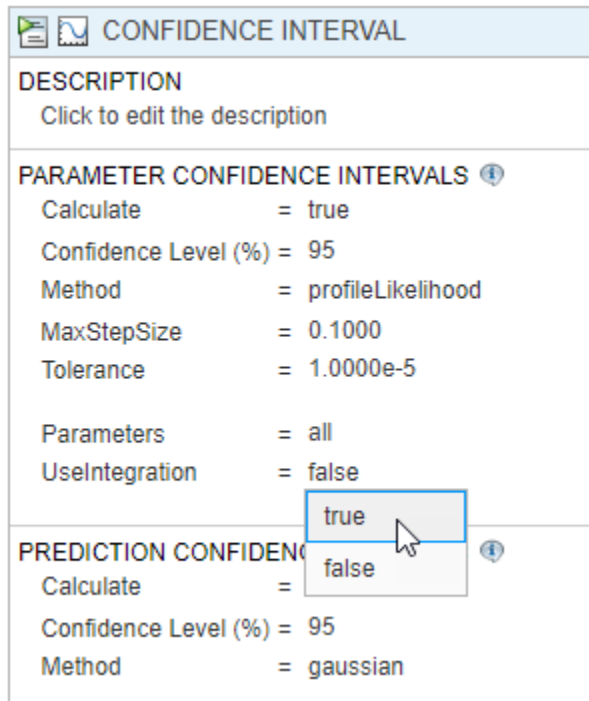 CONFIDENCE INTERVAL
DESCRIPTION
Click to edit the description
PARAMETER CONFIDENCE INTERVALS
Calculate = true
Confidence Level (%) = 95
Method = profileLikelihood
MaxStepSize = 0.1000
Tolerance = 1.0000e-5
Parameters = all
UseIntegration = false
true
false
PREDICTION CONFIDENC
Calculate =
Confidence Level (%) = 95
Method = gaussian